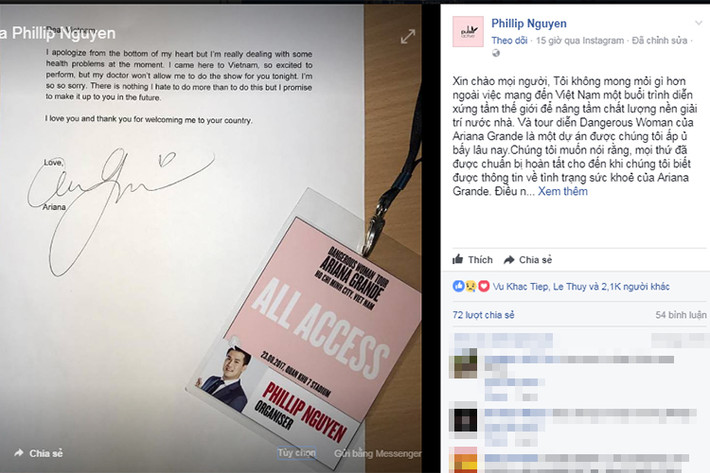 a Phillip Nguyen
Dear Vietnam,
I apologize from the bottom of my heart but I'm really dealing with some
health problems at the moment. I came here to Vietnam, so excited to
perform, but my doctor won't allow me to do the show for you tonight. I'm
so so sorry. There is nothing I hate to do more than to do this but I promise
to make it up to you in the future.
I love you and thank you for welcoming me to your country.
Love,
Ariana
DANGEROUS WOMAN TOUR
ARIANA GRANDE
HO CHI MINH CITY, VIET NAM
ALL ACCESS
23.08.2017, QUAN KHU 7 STADIUM
PHILLIP NGUYEN
ORGANISER
Chia sẻ
Tùy chọn
Gửi bằng Messenger
Phillip Nguyen
Theo dõi · 15 giờ qua Instagram · Đã chỉnh sửa
Xin chào mọi người, Tôi không mong mỏi gì hơn
ngoài việc mang đến Việt Nam một buổi trình diễn
xứng tầm thế giới để nâng tầm chất lượng nền giải
trí nước nhà. Và tour diễn Dangerous Woman của
Ariana Grande là một dự án được chúng tôi ấp ủ
bấy lâu nay.Chúng tôi muốn nói rằng, mọi thứ đã
được chuẩn bị hoàn tất cho đến khi chúng tôi biết
được thông tin về tình trạng sức khoẻ của Ariana
Grande. Điều n... Xem thêm
Thích Chia sẻ
Vu Khac Tiep, Le Thuy và 2,1K người khác
72 lượt chia sẻ
54 bình luận